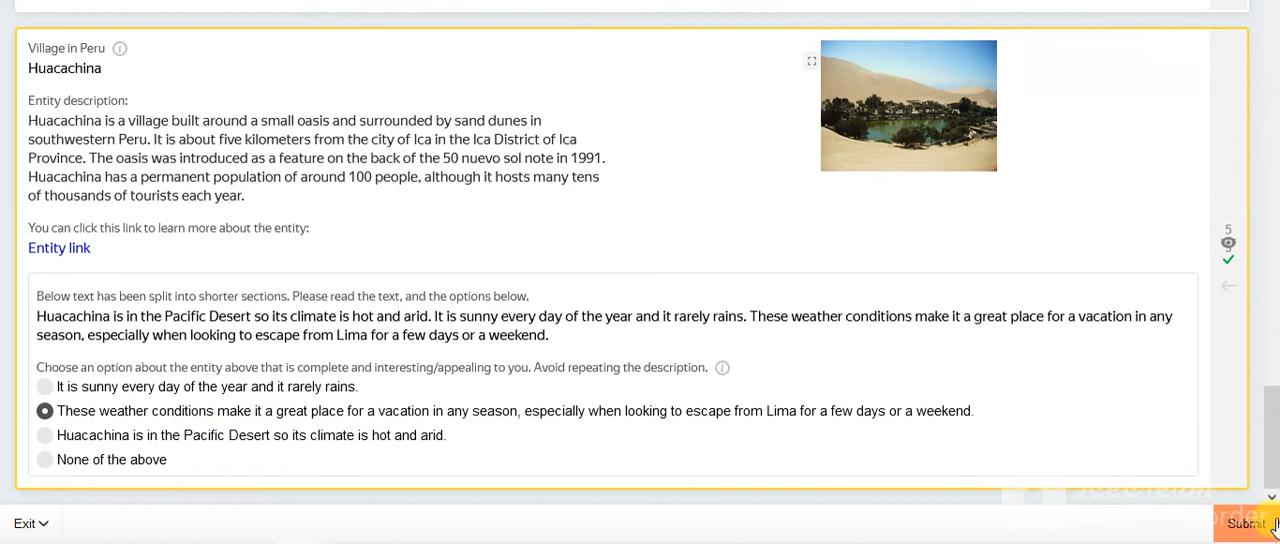 Village in Peru
Huacachina
Entity description:
Huacachina is a village built around a small oasis and surrounded by sand dunes in
southwestern Peru. It is about five kilometers from the city of Ica in the Ica District of Ica
Province. The oasis was introduced as a feature on the back of the 50 nuevo sol note in 1991.
Huacachina has a permanent population of around 100 people, although it hosts many tens
of thousands of tourists each year.
You can click this link to learn more about the entity:
Entity link
5
Below text has been split into shorter sections. Please read the text, and the options below.
Huacachina is in the Pacific Desert so its climate is hot and arid. It is sunny every day of the year and it rarely rains. These weather conditions make it a great place for a vacation in any
season, especially when looking to escape from Lima for a few days or a weekend.
Choose an option about the entity above that is complete and interesting/appealing to you. Avoid repeating the description.
It is sunny every day of the year and it rarely rains.
These weather conditions make it a great place for a vacation in any season, especially when looking to escape from Lima for a few days or a weekend.
Huacachina is in the Pacific Desert so its climate is hot and arid.
None of the above
Exit
Submit